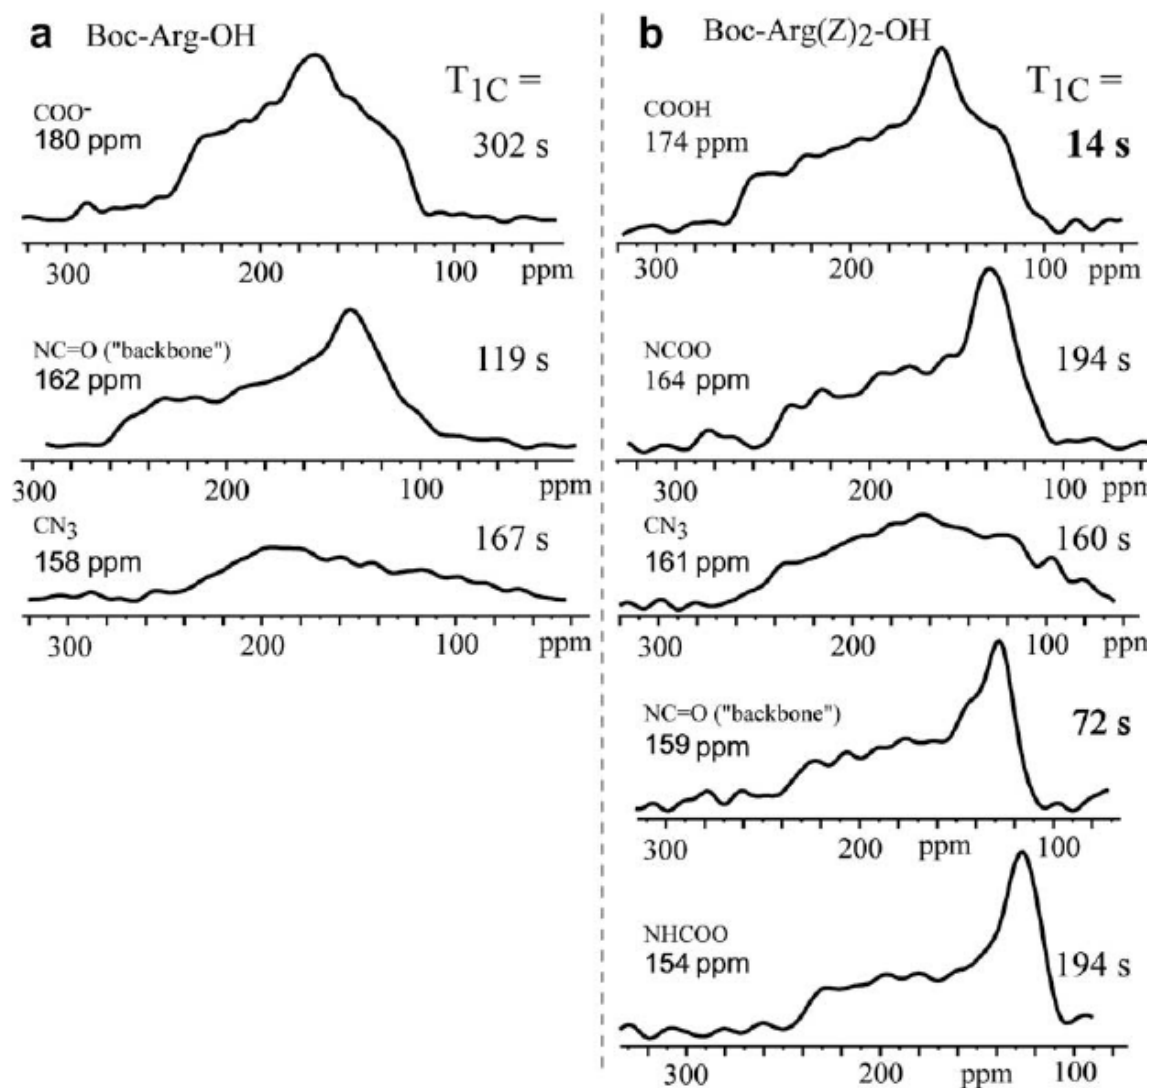 a Boc-Arg-OH
T1C =
COO-
180 ppm
302 s
300 200 100 ppm
NC=O ("backbone")
162 ppm
119 s
300 200 100 ppm
CN3
158 ppm
167 s
300 200 100 ppm
b Boc-Arg(Z)2-OH
T1C =
COOH
174 ppm
14 s
300 200 100 ppm
NCOO
164 ppm
194 s
300 200 100 ppn
CN3
161 ppm
160 s
300 200 100 ppn
NC=O ("backbone")
159 ppm
72 s
300 200 ppm 100
NHCOO
154 ppm
194 s
300 200 ppm 100